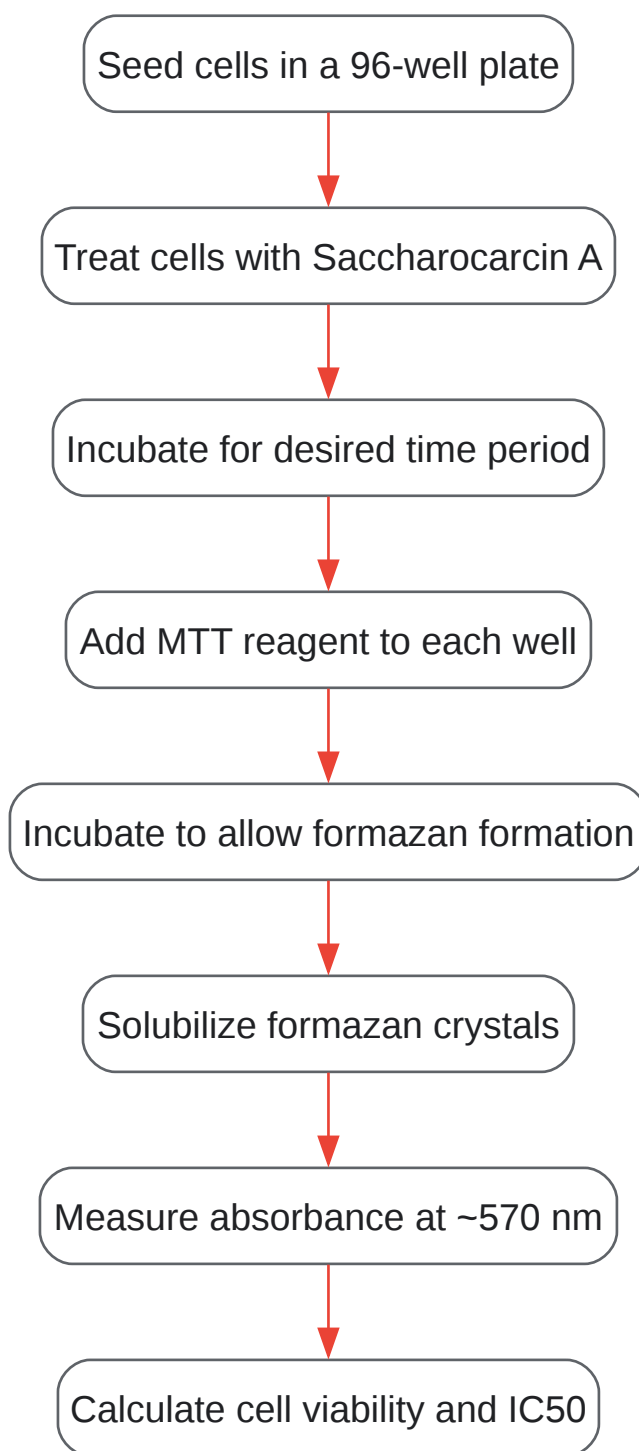 Seed cells in a 96-well plate
Treat cells with Saccharocarcin A
Incubate for desired time period
Add MTT reagent to each well
Incubate to allow formazan formation
Solubilize formazan crystals
Measure absorbance at ~570 nm
Calculate cell viability and IC50